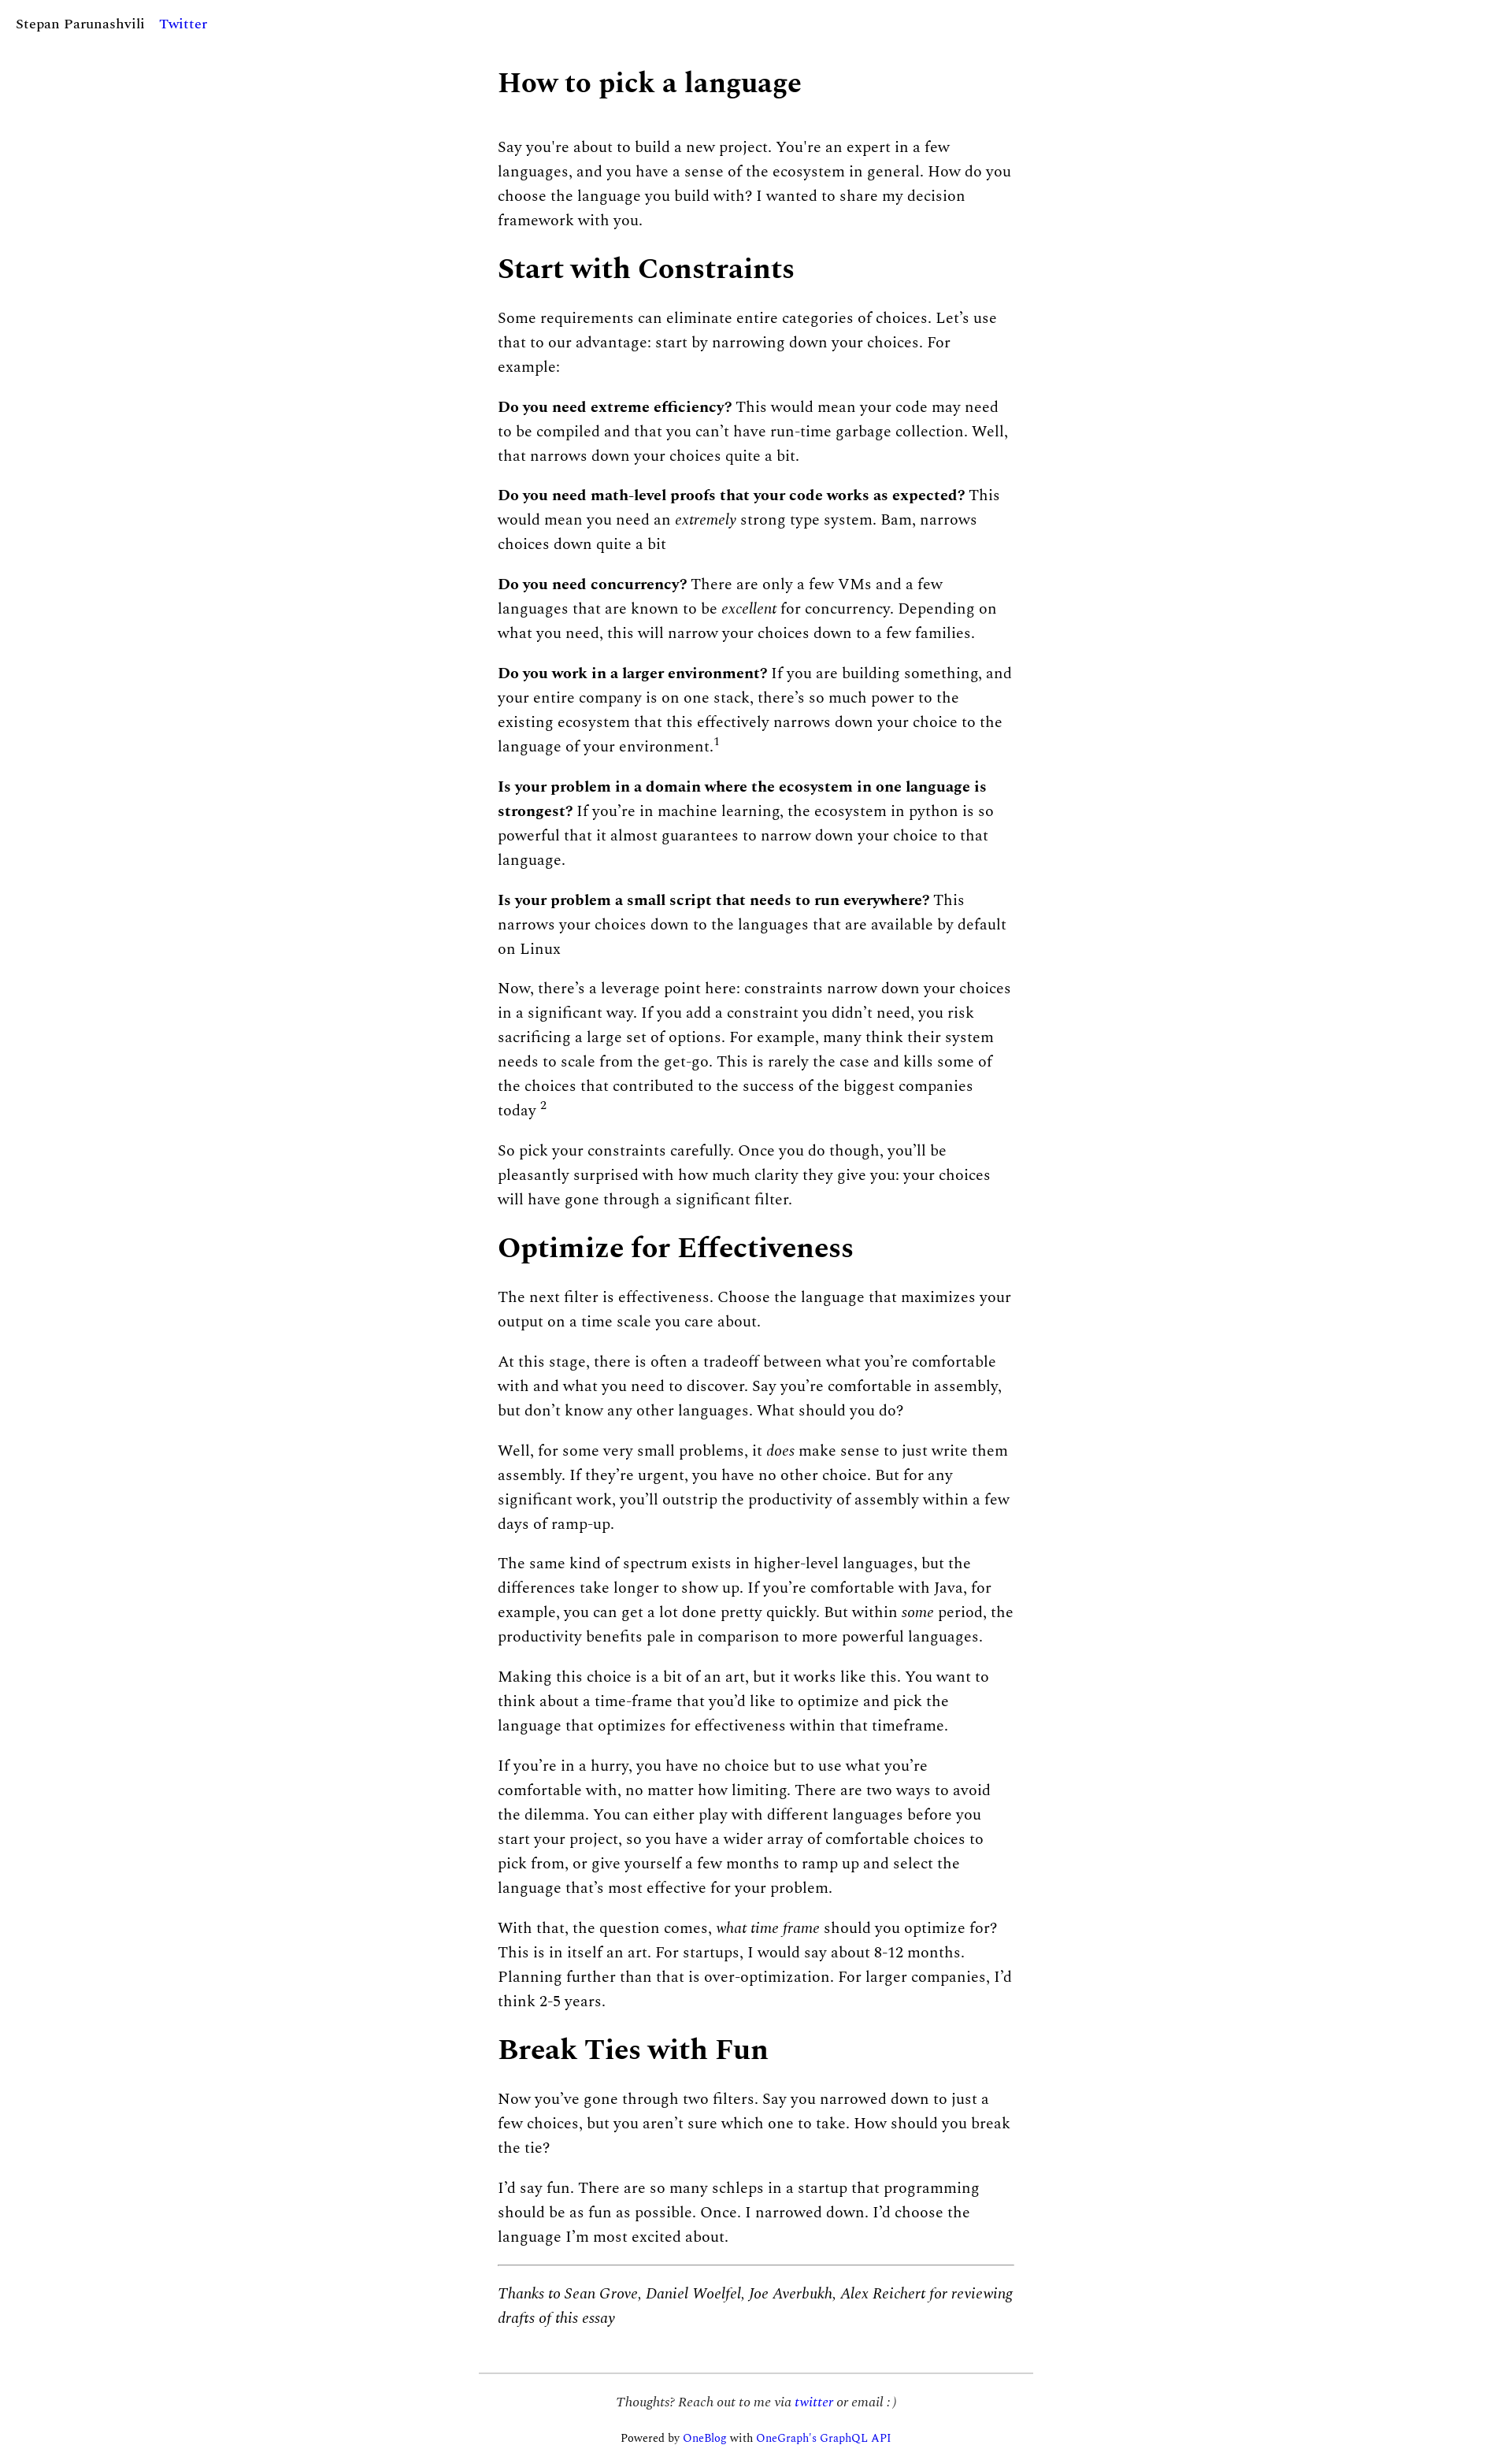 Stepan Parunashvili Twitter
How to pick a language
Say you're about to build a new project. You're an expert in a few
languages, and you have a sense of the ecosystem in general. How do you
choose the language you build with? I wanted to share my decision
framework with you.
Start with Constraints
Some requirements can eliminate entire categories of choices. Let’s use
that to our advantage: start by narrowing down your choices. For
example:
Do you need extreme efficiency? This would mean your code may need
to be compiled and that you can’t have run-time garbage collection. Well,
that narrows down your choices quite a bit.
Do you need math-level proofs that your code works as expected? This
would mean you need an extremely strong type system. Bam, narrows
choices down quite a bit
Do you need concurrency? There are only a few VMs and a few
languages that are known to be excellent for concurrency. Depending on
what you need, this will narrow your choices down to a few families.
Do you work in a larger environment? If you are building something, and
your entire company is on one stack, there’s so much power to the
existing ecosystem that this effectively narrows down your choice to the
language of your environment.1
Is your problem in a domain where the ecosystem in one language is
strongest? If you’re in machine learning, the ecosystem in python is so
powerful that it almost guarantees to narrow down your choice to that
language.
Is your problem a small script that needs to run everywhere? This
narrows your choices down to the languages that are available by default
on Linux
Now, there’s a leverage point here: constraints narrow down your choices
in a significant way. If you add a constraint you didn’t need, you risk
sacrificing a large set of options. For example, many think their system
needs to scale from the get-go. This is rarely the case and kills some of
the choices that contributed to the success of the biggest companies
today 2
So pick your constraints carefully. Once you do though, you’ll be
pleasantly surprised with how much clarity they give you: your choices
will have gone through a significant filter.
Optimize for Effectiveness
The next filter is effectiveness. Choose the language that maximizes your
output on a time scale you care about.
At this stage, there is often a tradeoff between what you’re comfortable
with and what you need to discover. Say you’re comfortable in assembly,
but don’t know any other languages. What should you do?
Well, for some very small problems, it does make sense to just write them
assembly. If they’re urgent, you have no other choice. But for any
significant work, you’ll outstrip the productivity of assembly within a few
days of ramp-up.
The same kind of spectrum exists in higher-level languages, but the
differences take longer to show up. If you’re comfortable with Java, for
example, you can get a lot done pretty quickly. But within some period, the
productivity benefits pale in comparison to more powerful languages.
Making this choice is a bit of an art, but it works like this. You want to
think about a time-frame that you’d like to optimize and pick the
language that optimizes for effectiveness within that timeframe.
If you’re in a hurry, you have no choice but to use what you’re
comfortable with, no matter how limiting. There are two ways to avoid
the dilemma. You can either play with different languages before you
start your project, so you have a wider array of comfortable choices to
pick from, or give yourself a few months to ramp up and select the
language that’s most effective for your problem.
With that, the question comes, what time frame should you optimize for?
This is in itself an art. For startups, I would say about 8-12 months.
Planning further than that is over-optimization. For larger companies, I’d
think 2-5 years.
Break Ties with Fun
Now you’ve gone through two filters. Say you narrowed down to just a
few choices, but you aren’t sure which one to take. How should you break
the tie?
I’d say fun. There are so many schleps in a startup that programming
should be as fun as possible. Once. I narrowed down. I’d choose the
language I’m most excited about.
Thanks to Sean Grove, Daniel Woelfel, Joe Averbukh, Alex Reichert for reviewing
drafts of this essay
Thoughts? Reach out to me via twitter or email : )
Powered by OneBlog with OneGraph's GraphQL API